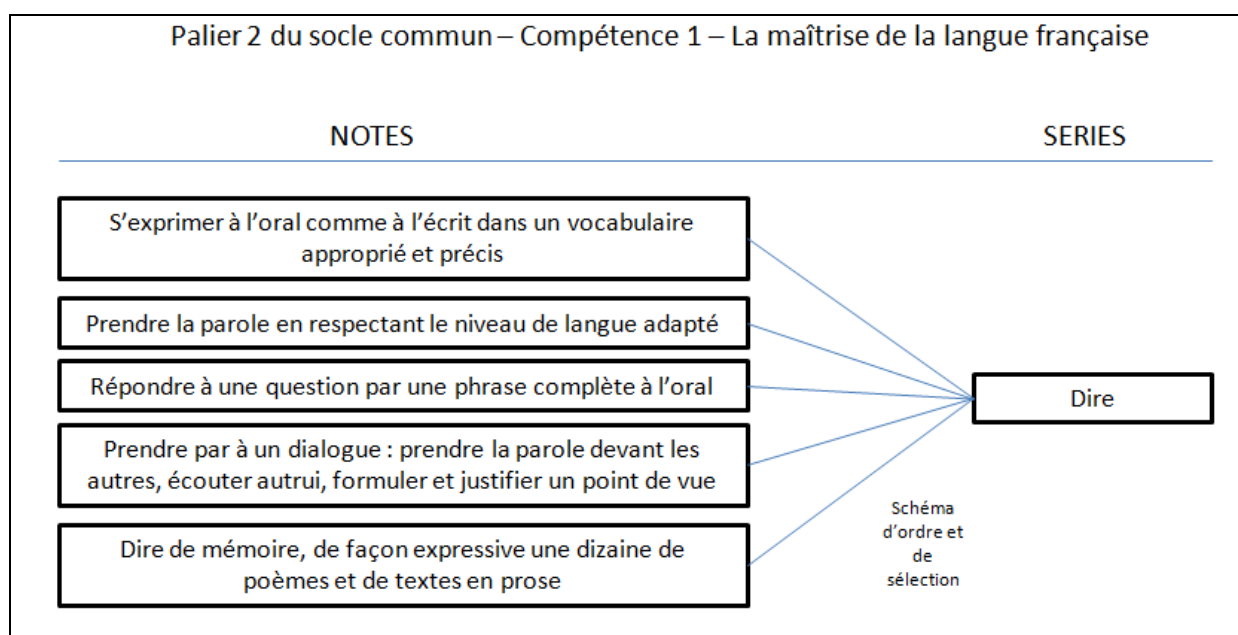 Palier 2 du socle commun – Compétence 1 – La maîtrise de la langue française
NOTES
SERIES
S'exprimer à l'oral comme à l'écrit dans un vocabulaire
approprié et précis
Prendre la parole en respectant le niveau de langue adapté
Répondre à une question par une phrase complète à l'oral
Prendre par à un dialogue : prendre la parole devant les
autres, écouter autrui, formuler et justifier un point de vue
Dire de mémoire, de façon expressive une dizaine de
poèmes et de textes en prose
Dire
Schéma
d'ordre et
de
sélection